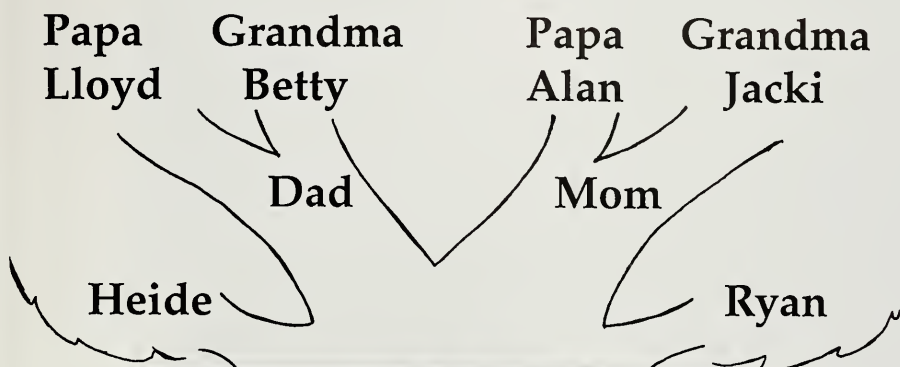 Papa Grandma Papa Grandma
Lloyd Betty Alan Jacki
Dad Mom
Heide Ryan